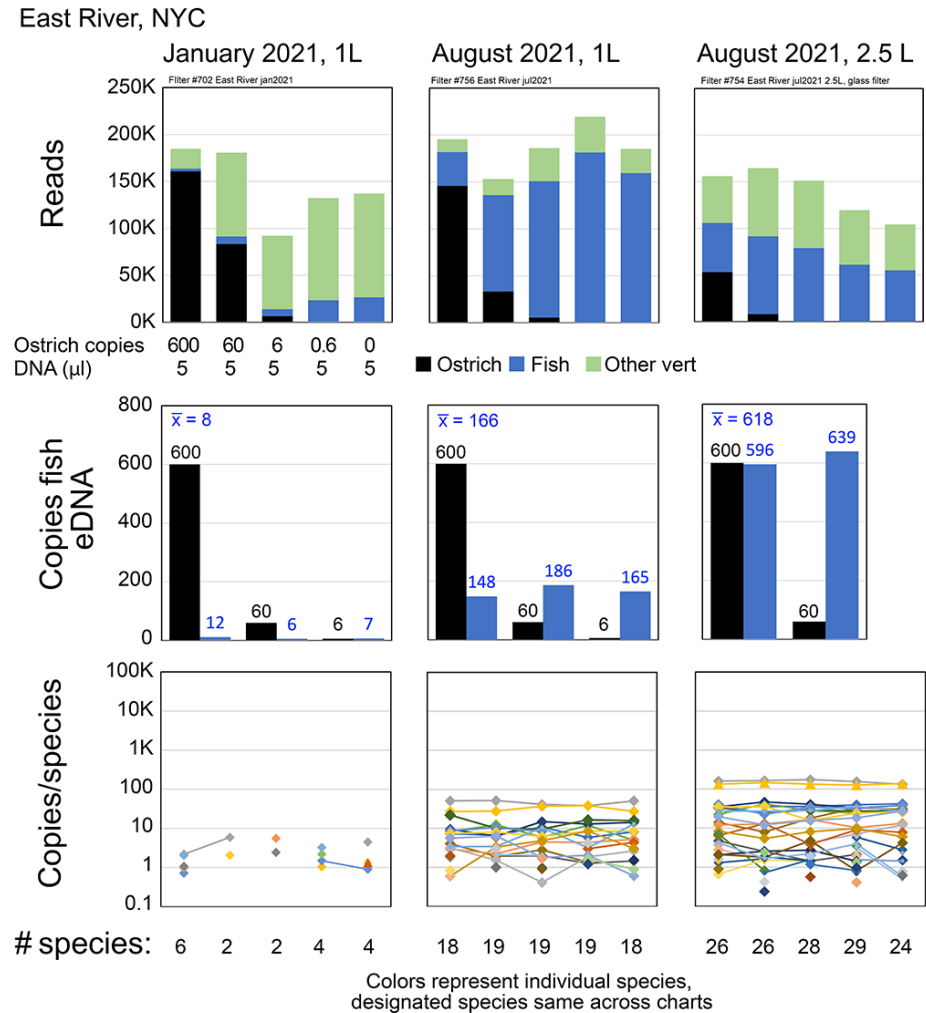 East River, NYC
January 2021, 1L
August 2021, 1L
August 2021, 2.5 L
Filter #702 East River jan2021
Filter #756 East River jul2021
Filter #754 East River jul2021 2.5L, glass filter
Reads
250K
200K
150K
100K
50K
0K
Ostrich copies 600 60 6 0.6 0
DNA (µl) 5 5 5 5 5
Ostrich Fish Other vert
Copies fish
eDNA
800
600
400
200
0
x̅ = 8
600
12
60
6
6
7
x̅ = 166
600
148
60
186
6
165
x̅ = 618
600
596
60
639
Copies/species
100K
10K
1K
100
10
1
0.1
# species: 6 2 2 4 4 18 19 19 19 18 26 26 28 29 24
Colors represent individual species,
designated species same across charts